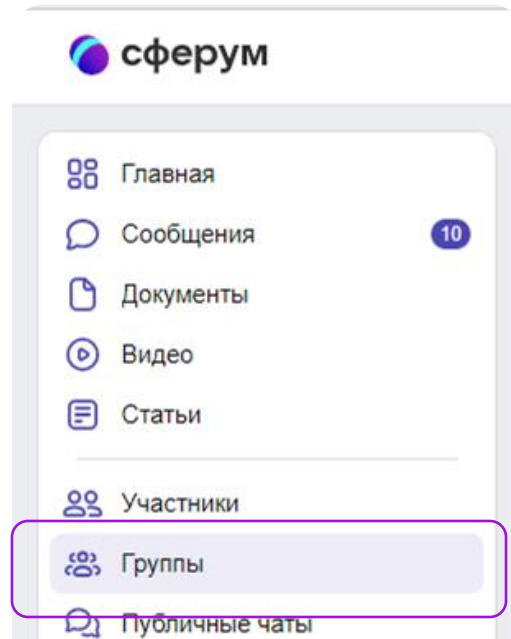 сферум
Главная
Сообщения 10
Документы
Видео
Статьи
Участники
Группы
Публичные чаты